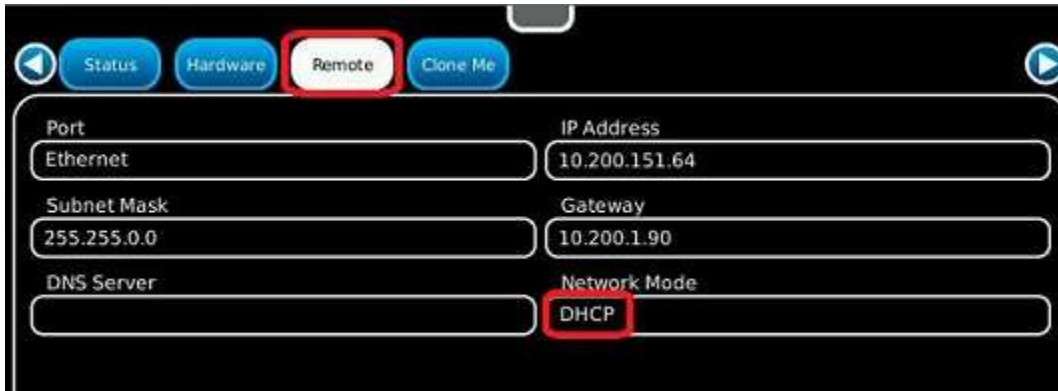 Status Hardware Remote Clone Me
Port IP Address
Ethernet 10.200.151.64
Subnet Mask Gateway
255.255.0.0 10.200.1.90
DNS Server Network Mode
DHCP